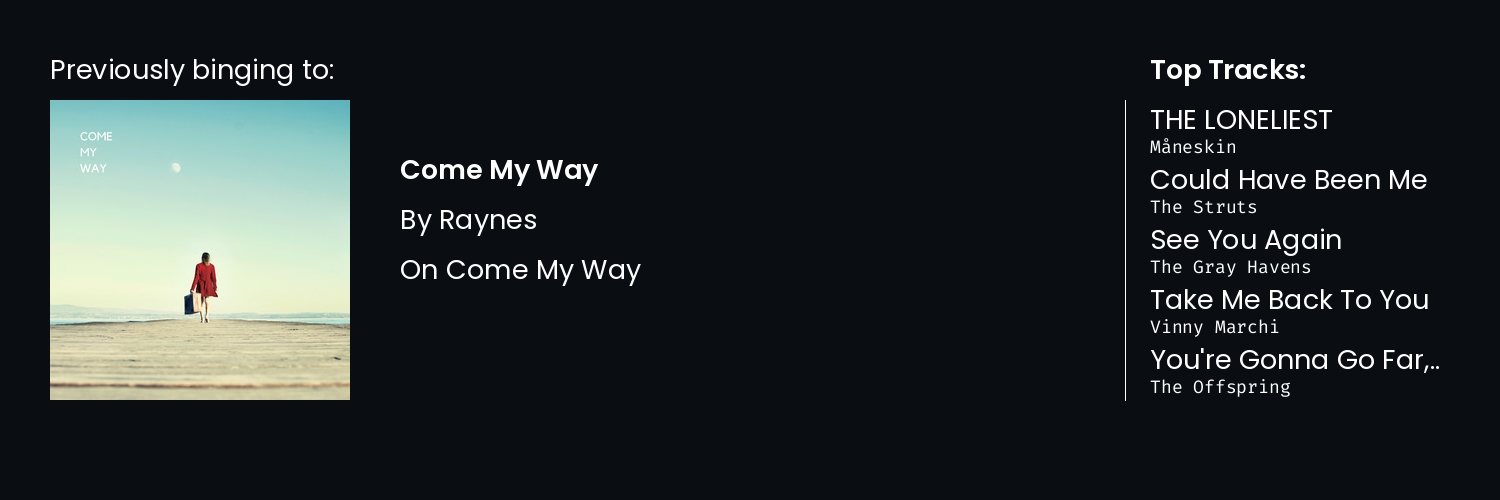 Previously binging to:
COME
MY
WAY
Come My Way
By Raynes
On Come My Way
Top Tracks:
THE LONELIEST
Måneskin
Could Have Been Me
The Struts
See You Again
The Gray Havens
Take Me Back To You
Vinny Marchi
You're Gonna Go Far,..
The Offspring